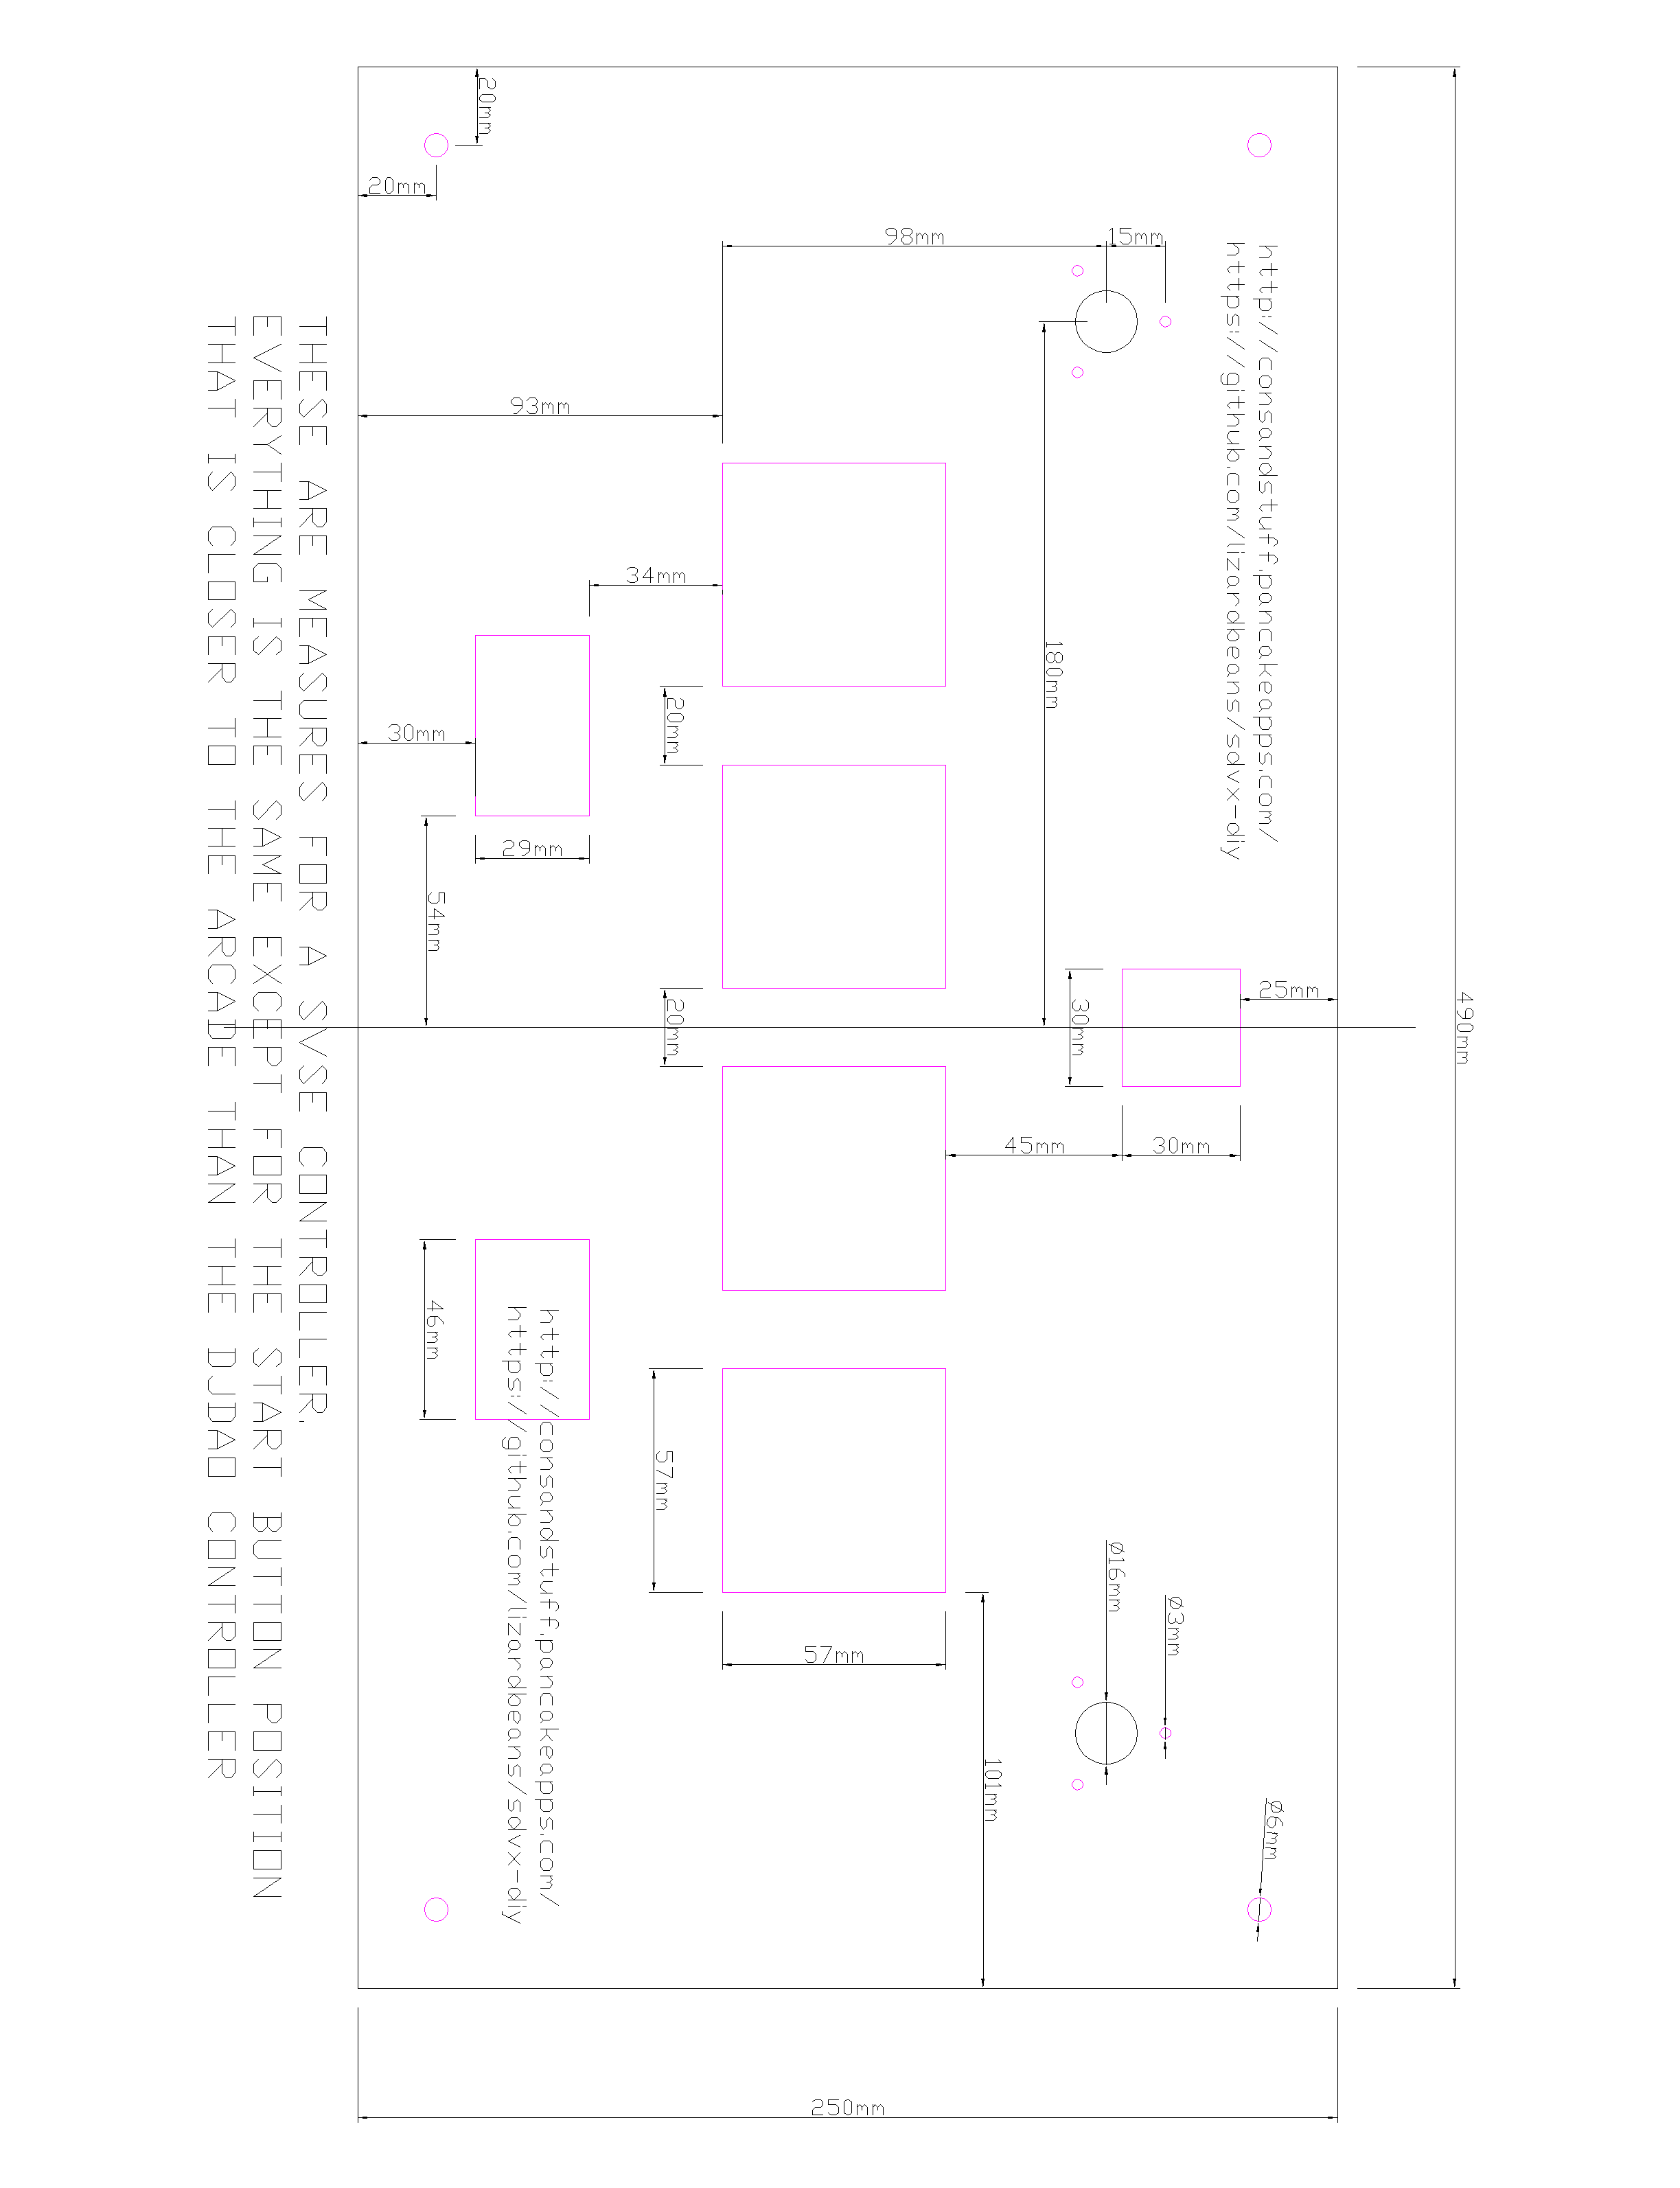 490mm
25mm
http://consandstuff.pancakeapps.com/
https://github.com/lizardbeans/sdvx-diy
15mm
98mm
180mm
30mm
30mm
45mm
93mm
34mm
20mm
20mm
20mm
20mm
30mm
29mm
54mm
46mm
57mm
57mm
101mm
Ø16mm
Ø3mm
Ø6mm
http://consandstuff.pancakeapps.com/
https://github.com/lizardbeans/sdvx-diy
250mm
THESE ARE MEASURES FOR A SVSE CONTROLLER.
EVERYTHING IS THE SAME EXCEPT FOR THE START BUTTON POSITION
THAT IS CLOSER TO THE ARCADE THAN THE DJDAO CONTROLLER